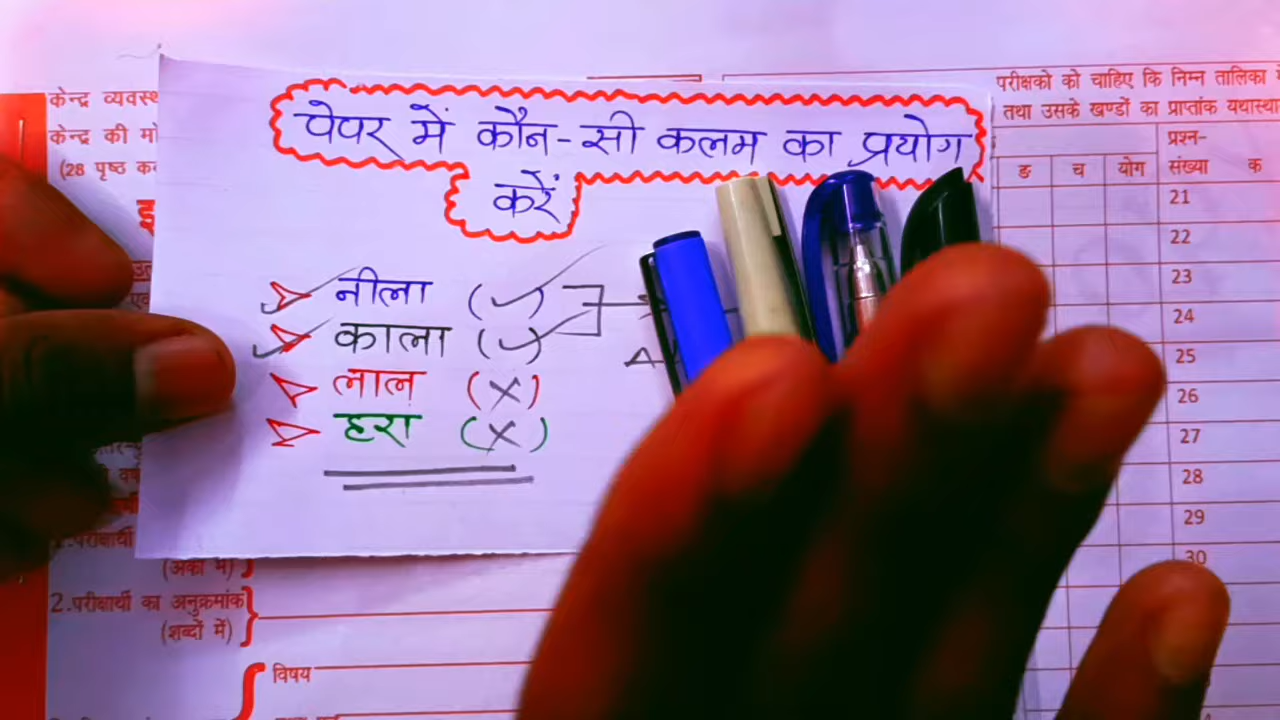 केन्द्र व्यवस्
केन्द्र की मो
(28 पृष्ठ क
पेपर में कौन-सी कलम का प्रयोग
करें
नीला (✓)
काला (✓)
लाल (×)
हरा (×)
परीक्षको को चाहिए कि निम्न तालिका में
तथा उसके खण्डों का प्राप्तांक यथास्था
ङ च योग प्रश्न-संख्या क
21
22
23
24
25
26
27
28
29
30
परीक्षार्थी
(अंकों में)
2.परीक्षार्थी का अनुक्रमांक
(शब्दों में)
विषय